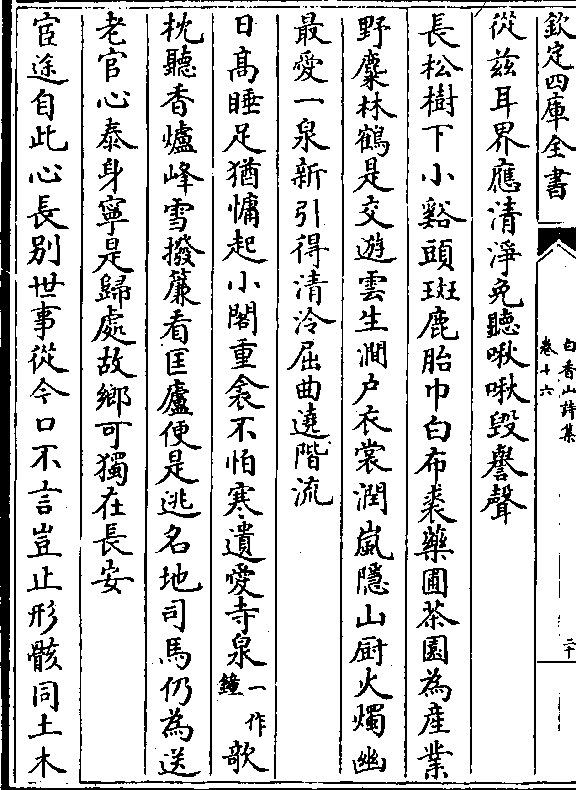 欽定四庫全書
白香山詩集
卷十六
二十
從兹耳界應清淨免聽啾啾毀譽聲
長松樹下小谿頭斑鹿胎巾白布裘藥圃茶園為產業
野麋林鶴是交遊雲生澗户衣裳潤嵐隱山厨火燭幽
最愛一泉新引得清泠屈曲遶階流
日髙睡足猶慵起小閣重衾不怕寒遺愛寺泉一作鐘欹
枕聽香爐峰雪撥簾看匡廬便是逃名地司馬仍為送
老官心泰身寧是歸處故鄉可獨在長安
宦途自此心長别世事從今口不言豈止形骸同土木